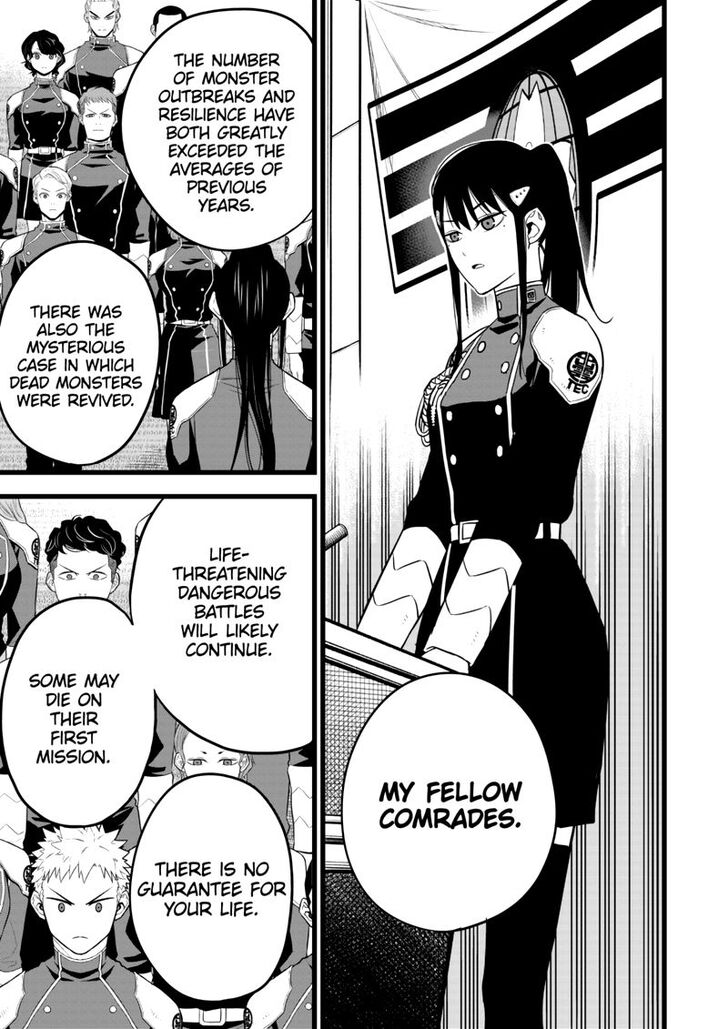 THE NUMBER
OF MONSTER
OUTBREAKS AND
RESILIENCE HAVE
BOTH GREATLY
EXCEEDED THE
AVERAGES OF
PREVIOUS
YEARS.
THERE WAS
ALSO THE
MYSTERIOUS
CASE IN WHICH
DEAD MONSTERS
WERE REVIVED.
TEC
MY FELLOW
COMRADES.
LIFE-
THREATENING
DANGEROUS
BATTLES
WILL LIKELY
CONTINUE.
SOME MAY
DIE ON
THEIR
FIRST
MISSION.
THERE IS NO
GUARANTEE FOR
YOUR LIFE.